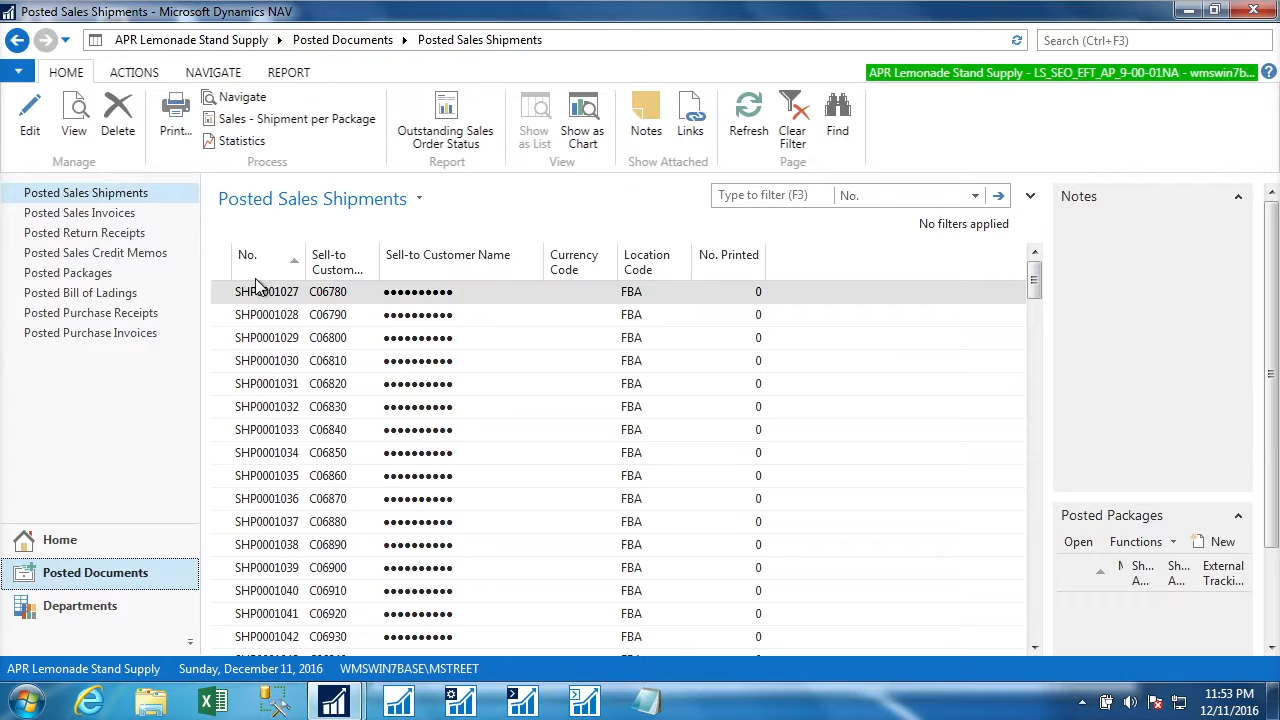 Posted Sales Shipments - Microsoft Dynamics NAV
APR Lemonade Stand Supply
Posted Documents
Posted Sales Shipments
Search (Ctrl+F3)
HOME
ACTIONS
NAVIGATE
REPORT
APR Lemonade Stand Supply - LS_SEO_EFT_AP_9-00-01NA - wmswin7b...
Edit
View
Delete
Manage
Print...
Navigate
Sales - Shipment per Package
Statistics
Process
Outstanding Sales
Order Status
Report
Show
as List
Show as
Chart
View
Notes
Links
Show Attached
Refresh
Clear
Filter
Find
Page
Posted Sales Shipments
Posted Sales Invoices
Posted Return Receipts
Posted Sales Credit Memos
Posted Packages
Posted Bill of Ladings
Posted Purchase Receipts
Posted Purchase Invoices
Home
Posted Documents
Departments
Posted Sales Shipments
Type to filter (F3)
No.
No filters applied
No.
Sell-to
Custom...
Sell-to Customer Name
Currency
Code
Location
Code
No. Printed
SHP0001027 C06780 ●●●●●●●●●● FBA 0
SHP0001028 C06790 ●●●●●●●●●● FBA 0
SHP0001029 C06800 ●●●●●●●●●● FBA 0
SHP0001030 C06810 ●●●●●●●●●● FBA 0
SHP0001031 C06820 ●●●●●●●●●● FBA 0
SHP0001032 C06830 ●●●●●●●●●● FBA 0
SHP0001033 C06840 ●●●●●●●●●● FBA 0
SHP0001034 C06850 ●●●●●●●●●● FBA 0
SHP0001035 C06860 ●●●●●●●●●● FBA 0
SHP0001036 C06870 ●●●●●●●●●● FBA 0
SHP0001037 C06880 ●●●●●●●●●● FBA 0
SHP0001038 C06890 ●●●●●●●●●● FBA 0
SHP0001039 C06900 ●●●●●●●●●● FBA 0
SHP0001040 C06910 ●●●●●●●●●● FBA 0
SHP0001041 C06920 ●●●●●●●●●● FBA 0
SHP0001042 C06930 ●●●●●●●●●● FBA 0
Notes
Posted Packages
Open
Functions
New
Sh...
A...
Sh...
A...
External
Tracki...
APR Lemonade Stand Supply
Sunday, December 11, 2016
WMSWIN7BASE\MSTREET
11:53 PM
12/11/2016